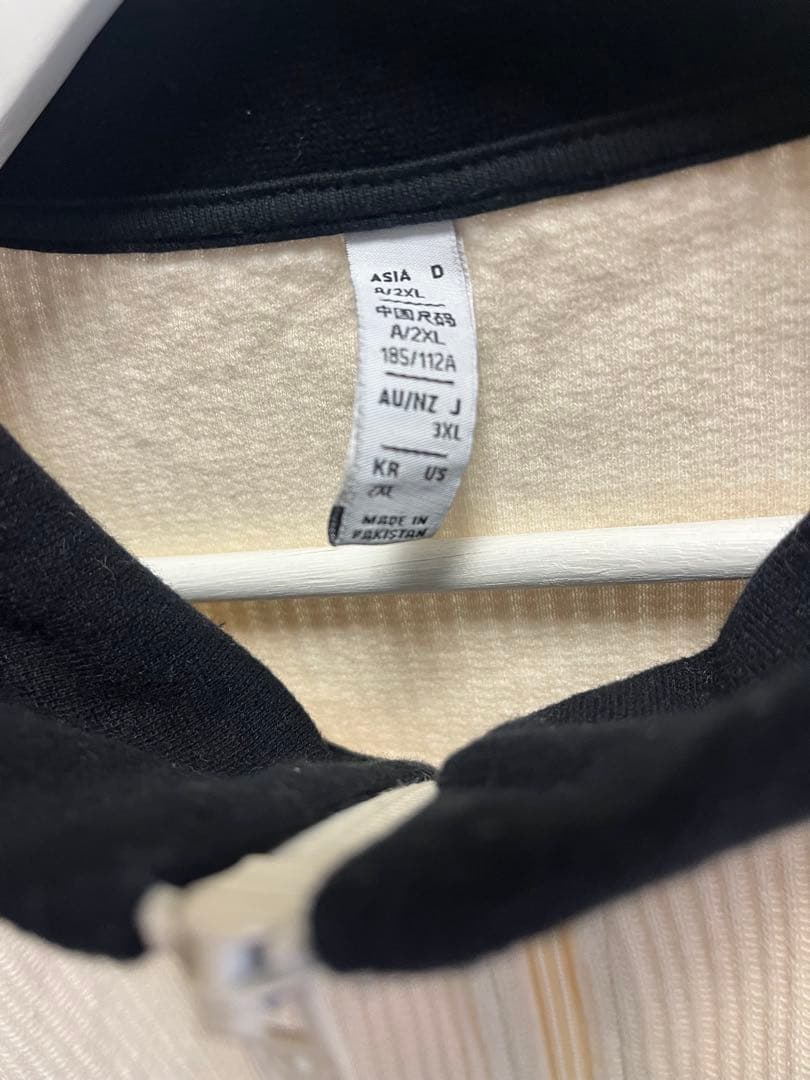 ASIA D
A/2XL
中国尺码
A/2XL
185/112A
AU/NZ J
3XL
KR US
2XL
MADE IN
PAKISTAN